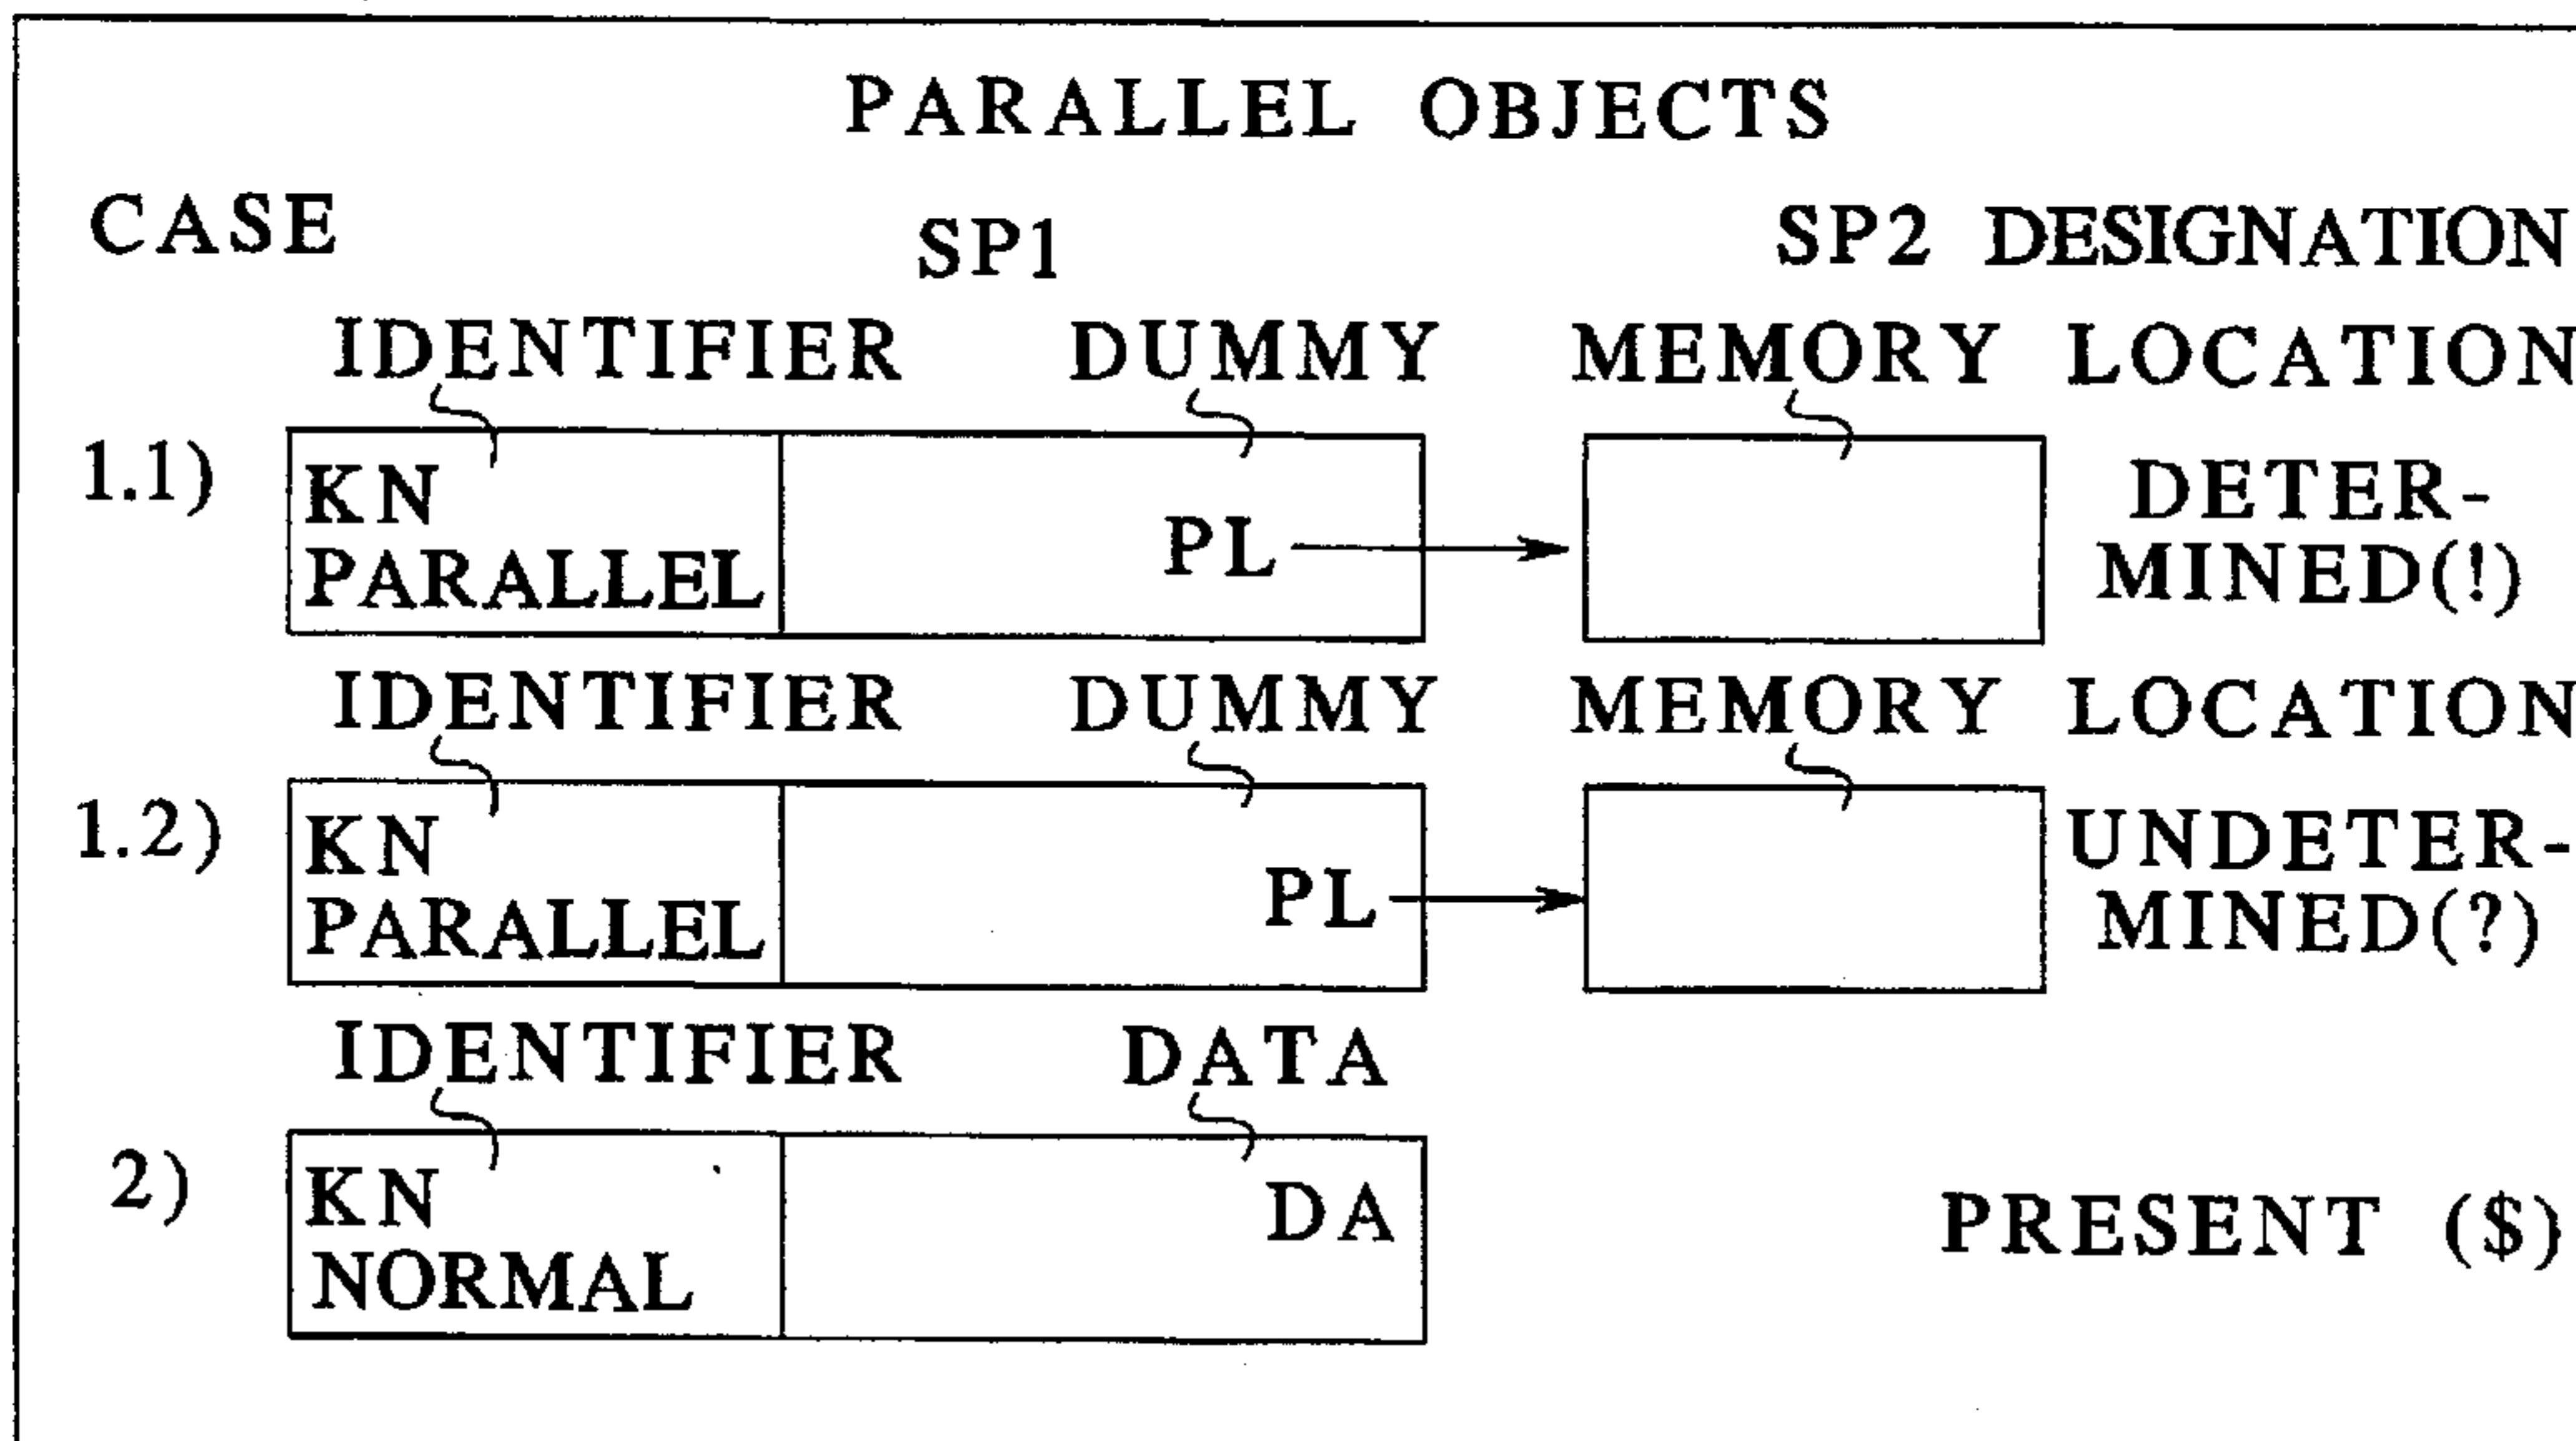 PARALLEL OBJECTS
CASE SP1 SP2 DESIGNATION
IDENTIFIER DUMMY MEMORY LOCATION
1.1) KN PARALLEL PL DETER-
MINED(!)
IDENTIFIER DUMMY MEMORY LOCATION
1.2) KN PARALLEL PL UNDETER-
MINED(?)
IDENTIFIER DATA
2) KN NORMAL DA PRESENT ($)